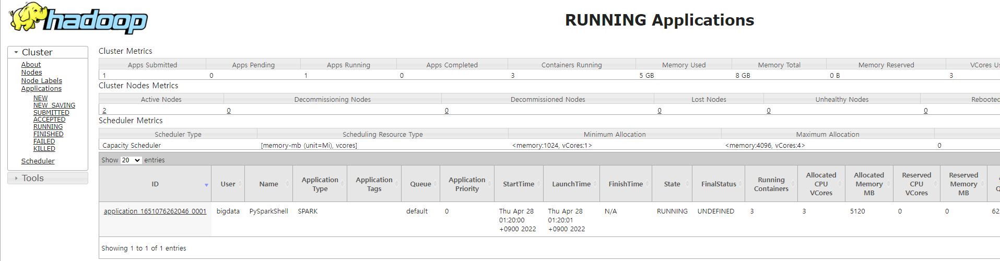 hadoop
RUNNING Applications
Cluster
About
Nodes
Node Labels
Applications
NEW
NEW_SAVING
SUBMITTED
ACCEPTED
RUNNING
FINISHED
FAILED
KILLED
Scheduler
Tools
Cluster Metrics
Apps Submitted Apps Pending Apps Running Apps Completed Containers Running Memory Used Memory Total Memory Reserved VCores Us
1 0 1 0 3 5 GB 8 GB 0 B 3
Cluster Nodes Metrics
Active Nodes Decommissioning Nodes Decommissioned Nodes Lost Nodes Unhealthy Nodes Rebooted
2 0 0 0 0 0
Scheduler Metrics
Scheduler Type Scheduling Resource Type Minimum Allocation Maximum Allocation
Capacity Scheduler [memory-mb (unit=Mi), vcores] <memory:1024, vCores:1> <memory:4096, vCores:4> 0
Show 20 entries
ID User Name Application Type Application Tags Queue Application Priority StartTime LaunchTime FinishTime State FinalStatus Running Containers Allocated CPU VCores Allocated Memory MB Reserved CPU VCores Reserved Memory MB
application_1651076262046_0001 bigdata PySparkShell SPARK default 0 Thu Apr 28 01:20:00 +0900 2022 Thu Apr 28 01:20:01 +0900 2022 N/A RUNNING UNDEFINED 3 3 5120 0 0 62.
Showing 1 to 1 of 1 entries